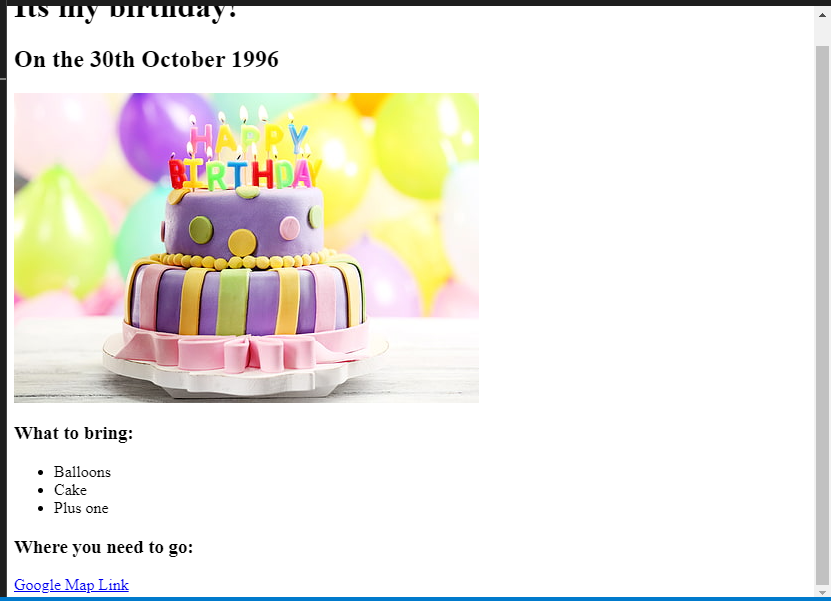 Its my birthday!
On the 30th October 1996
HAPPY
BIRTHDAY
What to bring:
Balloons
Cake
Plus one
Where you need to go:
Google Map Link